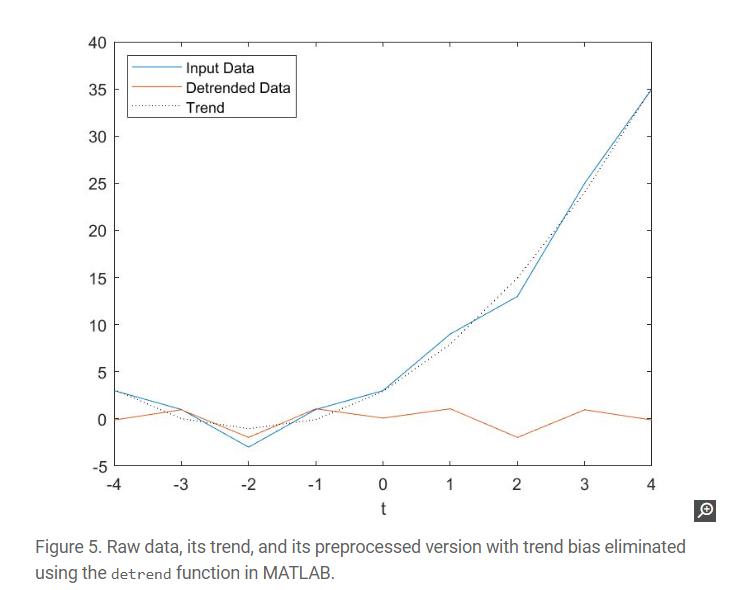 40
35
30
25
20
15
10
5
0
-5
Input Data
Detrended Data
Trend
-4 -3 -2 -1 0 1 2 3 4
t
Figure 5. Raw data, its trend, and its preprocessed version with trend bias eliminated
using the detrend function in MATLAB.